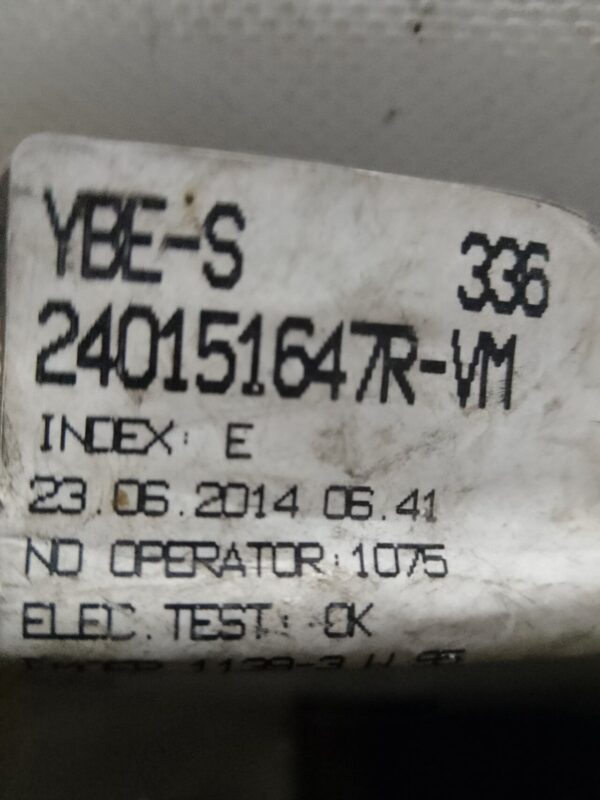 YBE-S
336
240151647R-VM
INDEX: E
23.06.2014 06.41
NO OPERATOR:1075
ELEC.TEST: OK